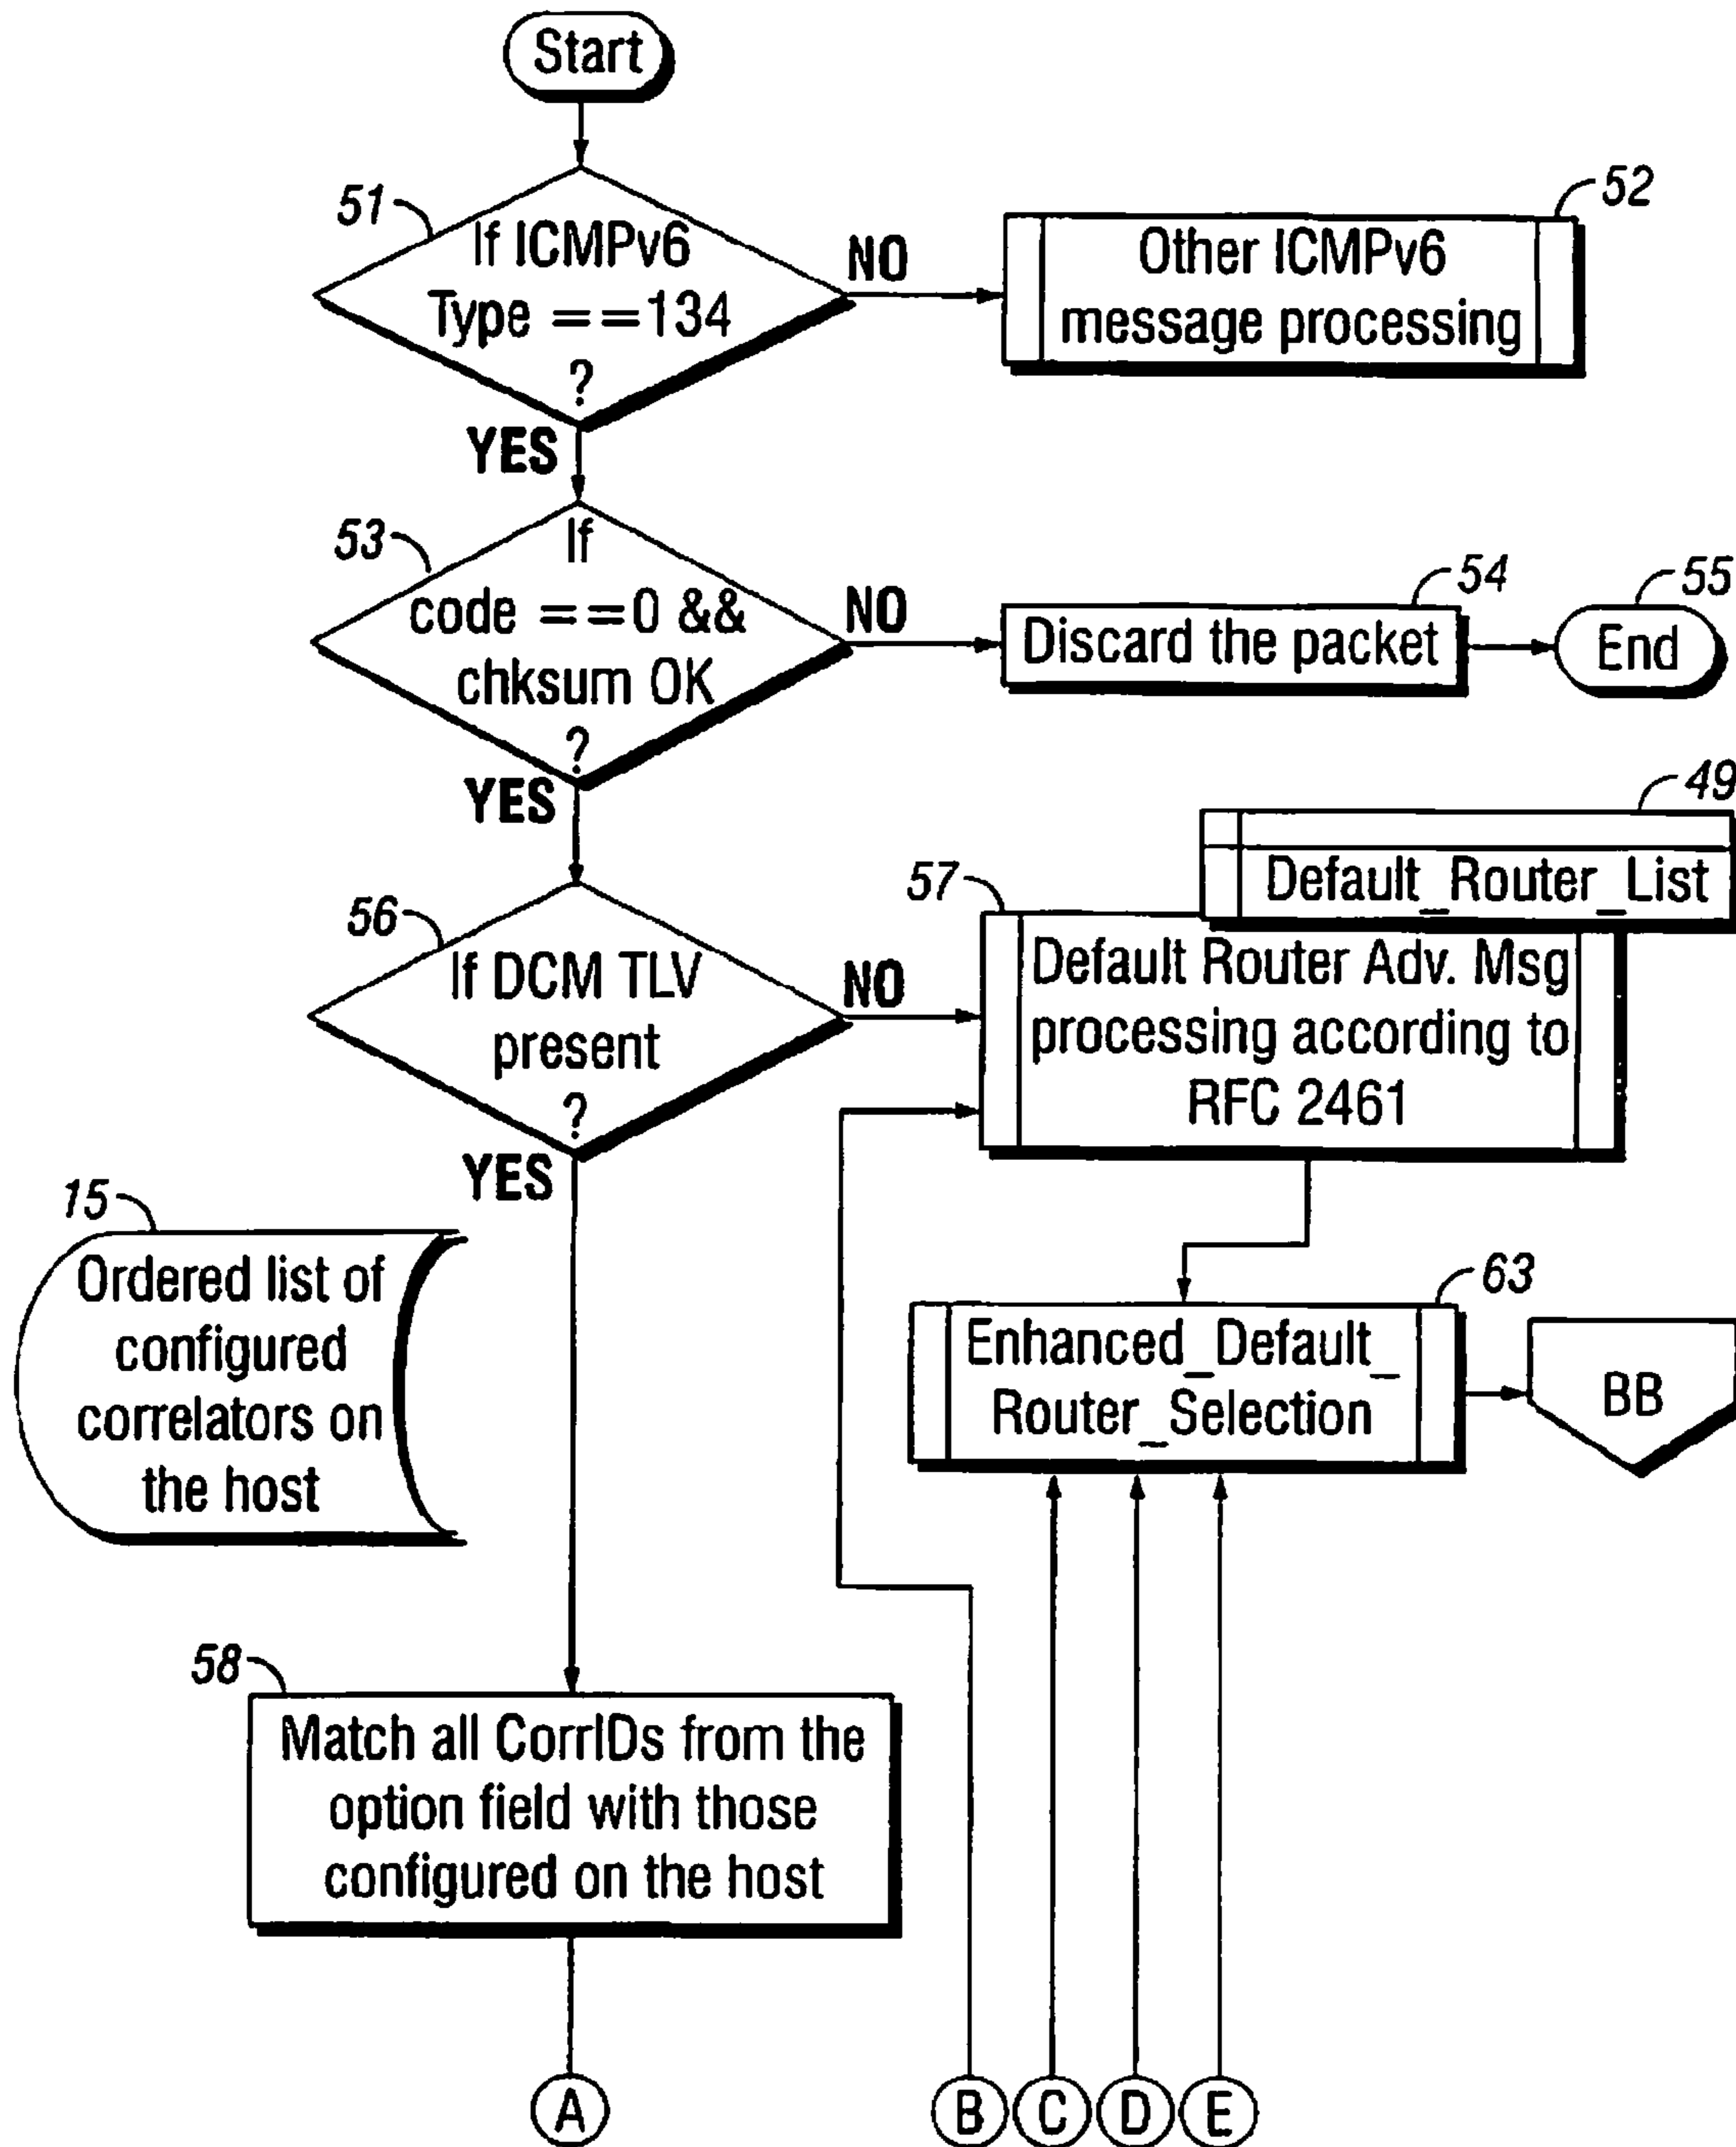 Start
51
If ICMPv6
Type ==134
?
NO
YES
52
Other ICMPv6
message processing
53
If
code ==0 &&
chksum OK
?
NO
YES
54
Discard the packet
55
End
49
Default_Router_List
56
If DCM TLV
present
?
NO
YES
57
Default Router Adv. Msg
processing according to
RFC 2461
15
Ordered list of
configured
correlators on
the host
63
Enhanced_Default_
Router_Selection
BB
58
Match all CorrIDs from the
option field with those
configured on the host
A
B
C
D
E